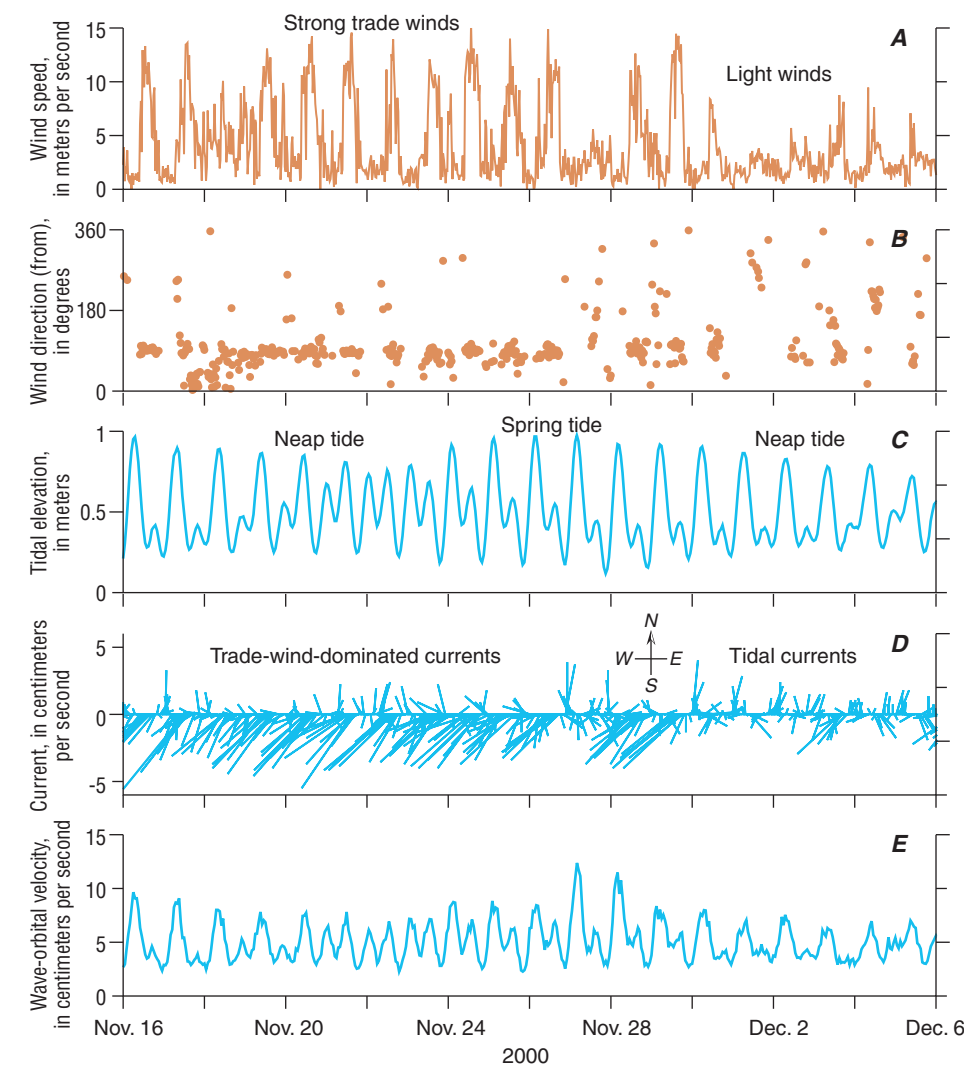 Strong trade winds
A
Light winds
Wind speed,
in meters per second
15
10
5
0
B
Wind direction (from),
in degrees
360
180
0
Spring tide
Neap tide
Neap tide
C
Tidal elevation,
in meters
1
0.5
0
N
W
E
S
D
Trade-wind-dominated currents
Tidal currents
Current, in centimeters
per second
5
0
-5
E
Wave-orbital velocity,
in centimeters per second
15
10
5
0
Nov. 16
Nov. 20
Nov. 24
Nov. 28
Dec. 2
Dec. 6
2000